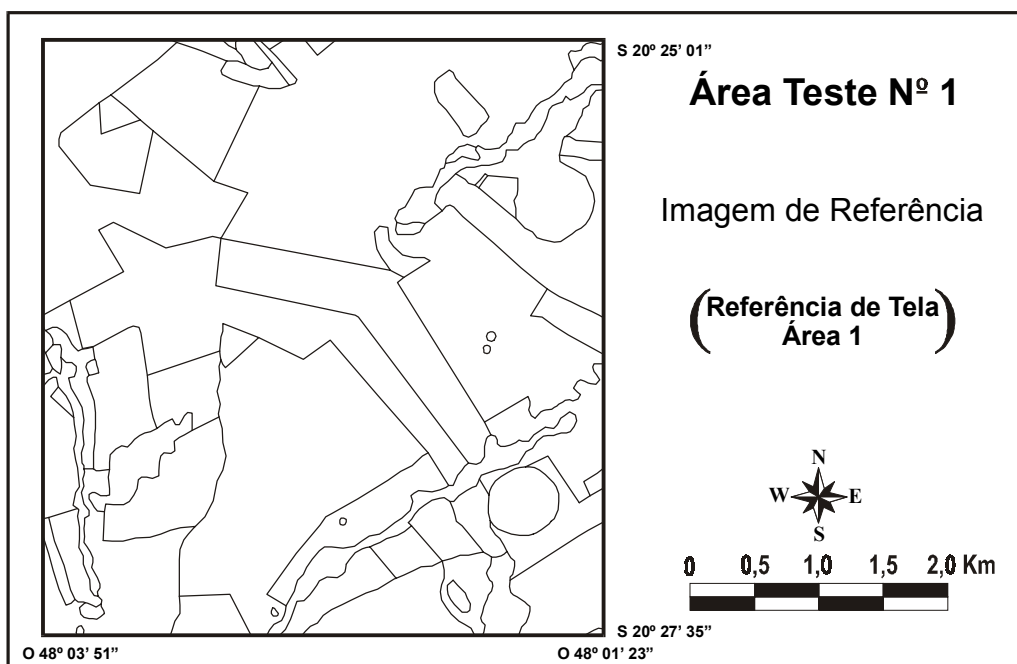 S 20º 25' 01”
Área Teste Nº 1
Imagem de Referência
(Referência de Tela
Área 1)
N
W E
S
0 0,5 1,0 1,5 2,0 Km
S 20º 27' 35”
O 48º 03' 51”
O 48º 01' 23”